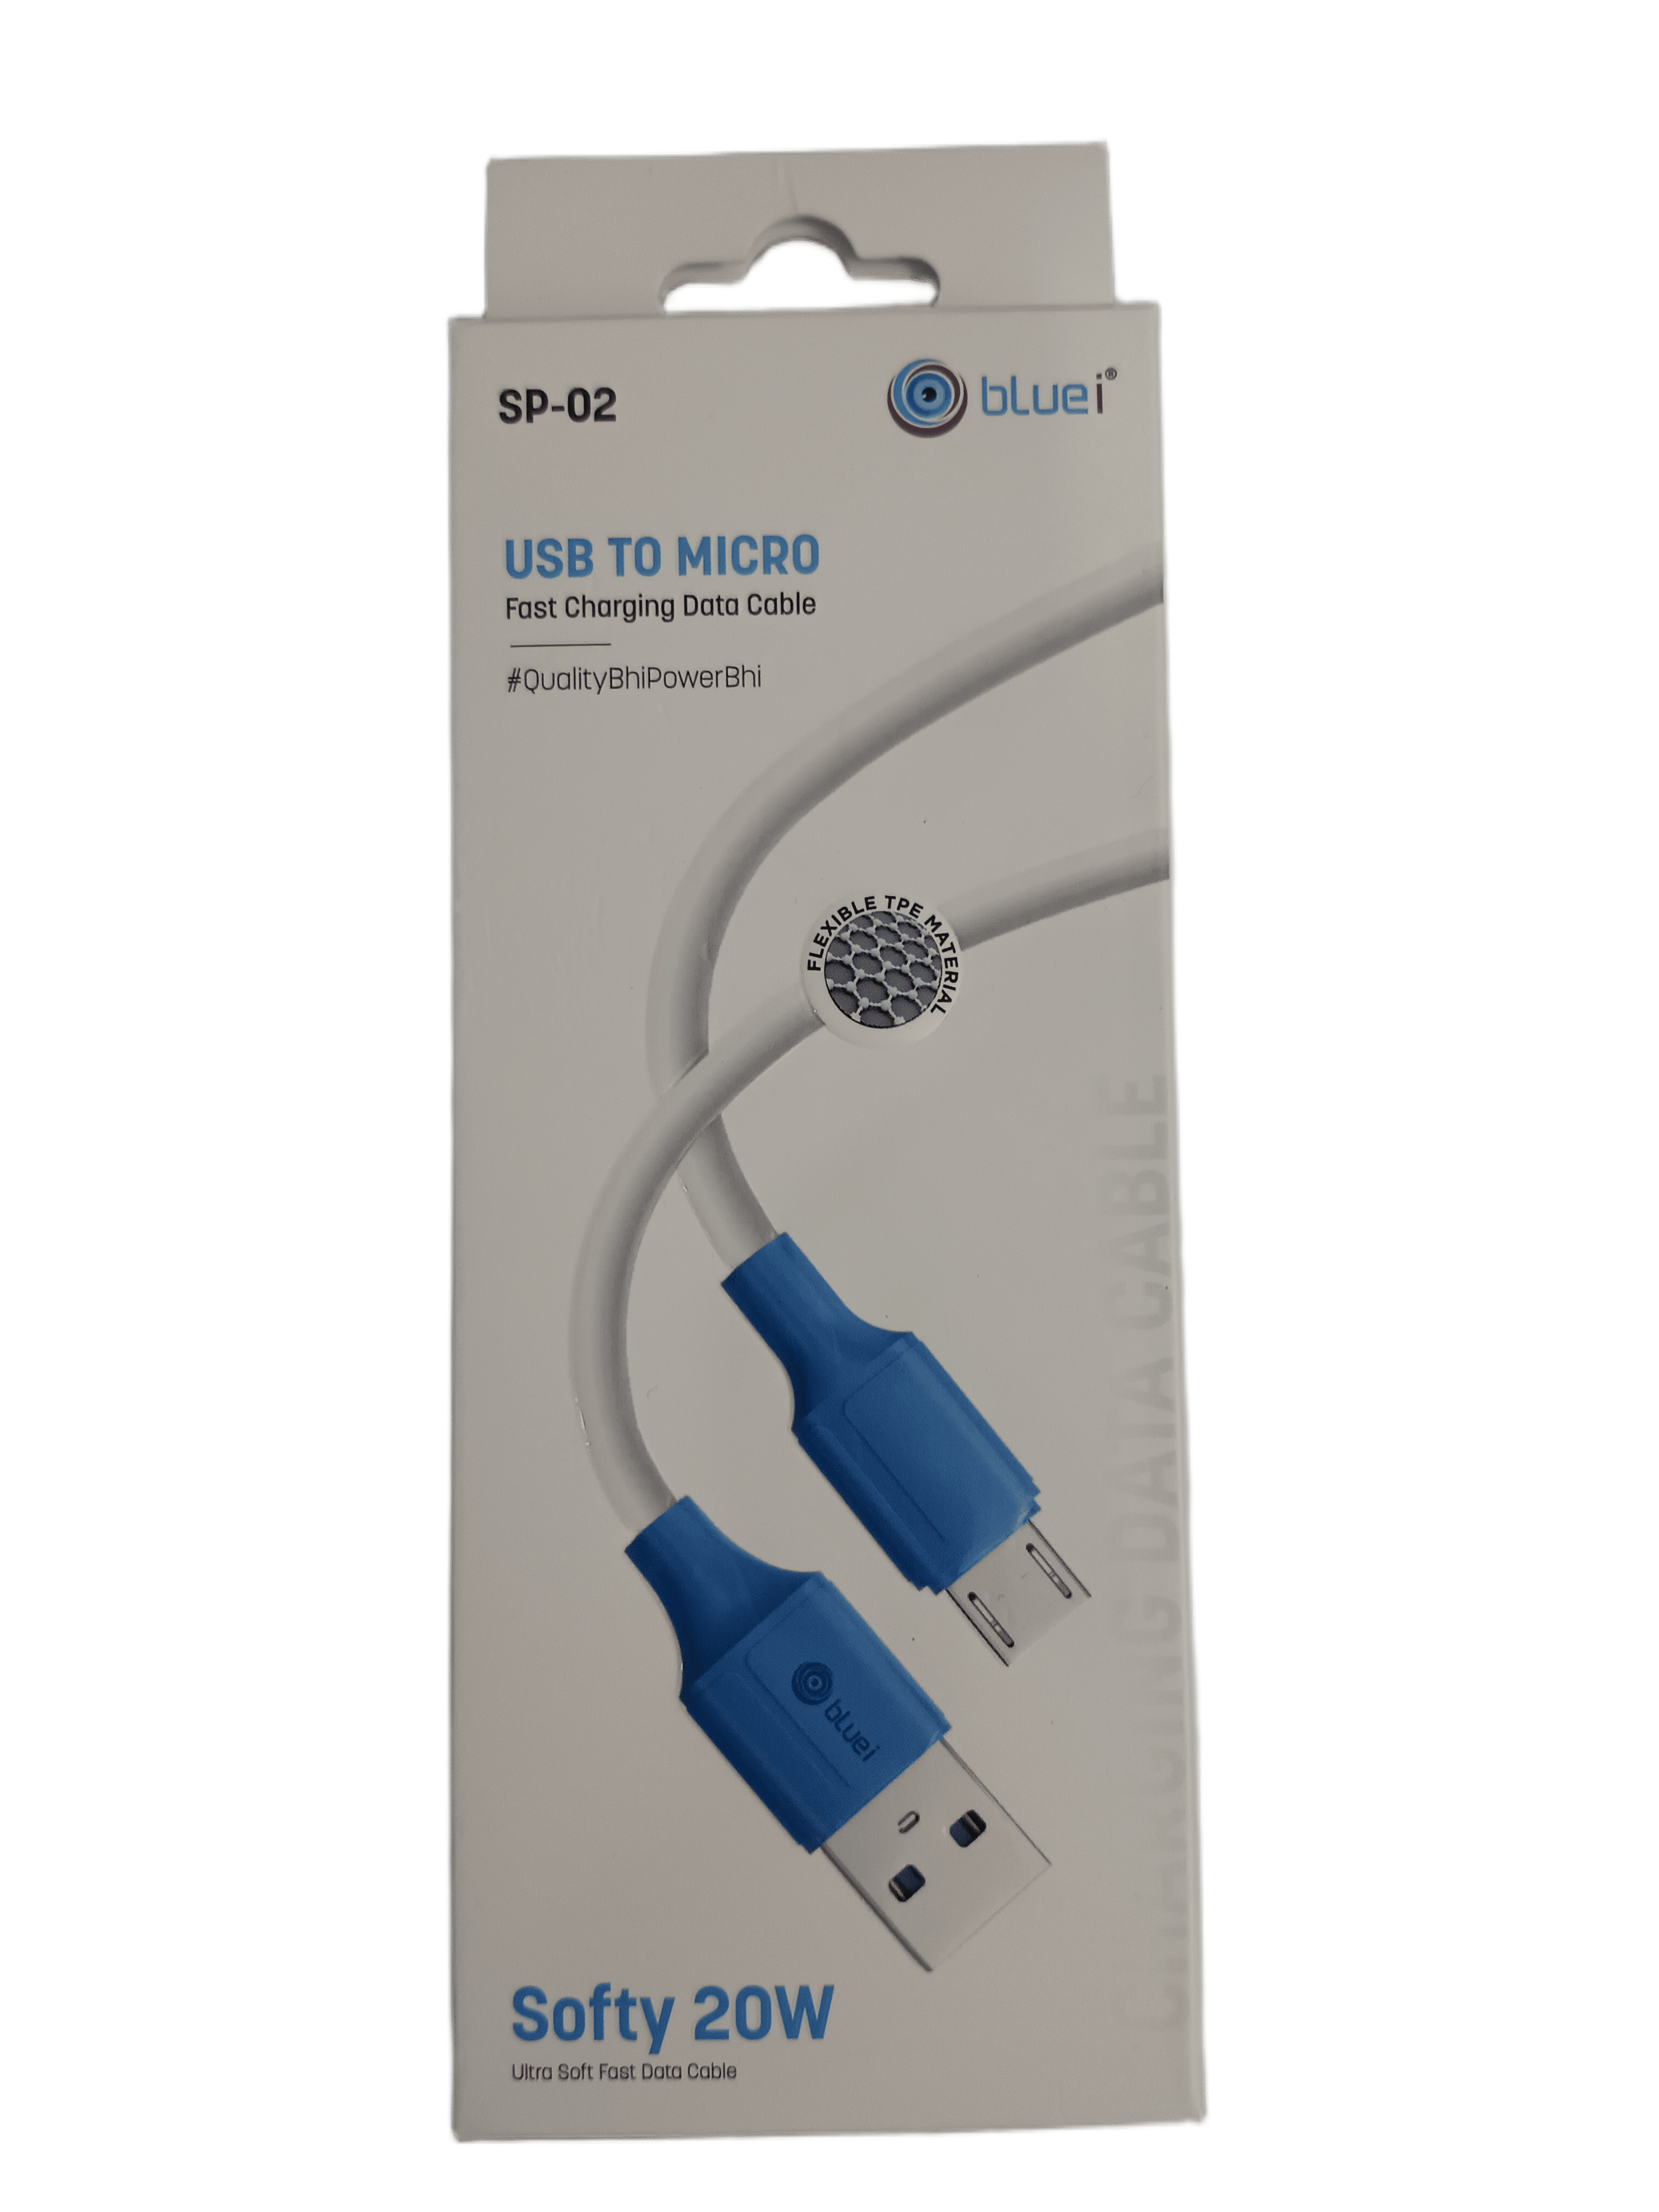 SP-02
bluei®
USB TO MICRO
Fast Charging Data Cable
#QualityBhiPowerBhi
FLEXIBLE TPE MATERIAL
CHARGING DATA CABLE
bluei
Softy 20W
Ultra Soft Fast Data Cable